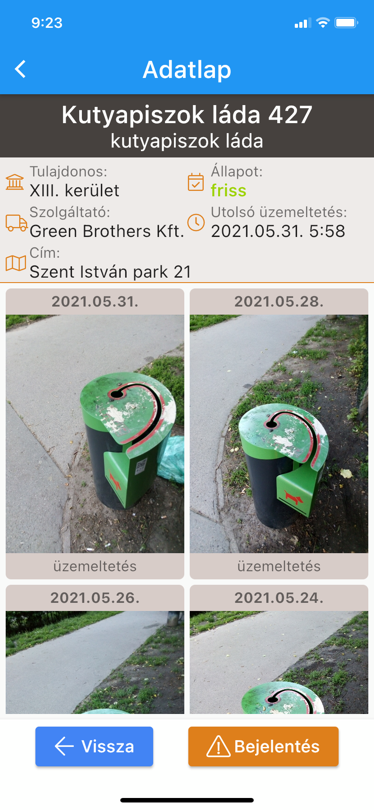 9:23
Adatlap
Kutyapiszok láda 427
kutyapiszok láda
Tulajdonos:
XIII. kerület
Állapot:
friss
Szolgáltató:
Green Brothers Kft.
Utolsó üzemeltetés:
2021.05.31. 5:58
Cím:
Szent István park 21
2021.05.31.
2021.05.28.
üzemeltetés
üzemeltetés
2021.05.26.
2021.05.24.
Vissza
Bejelentés